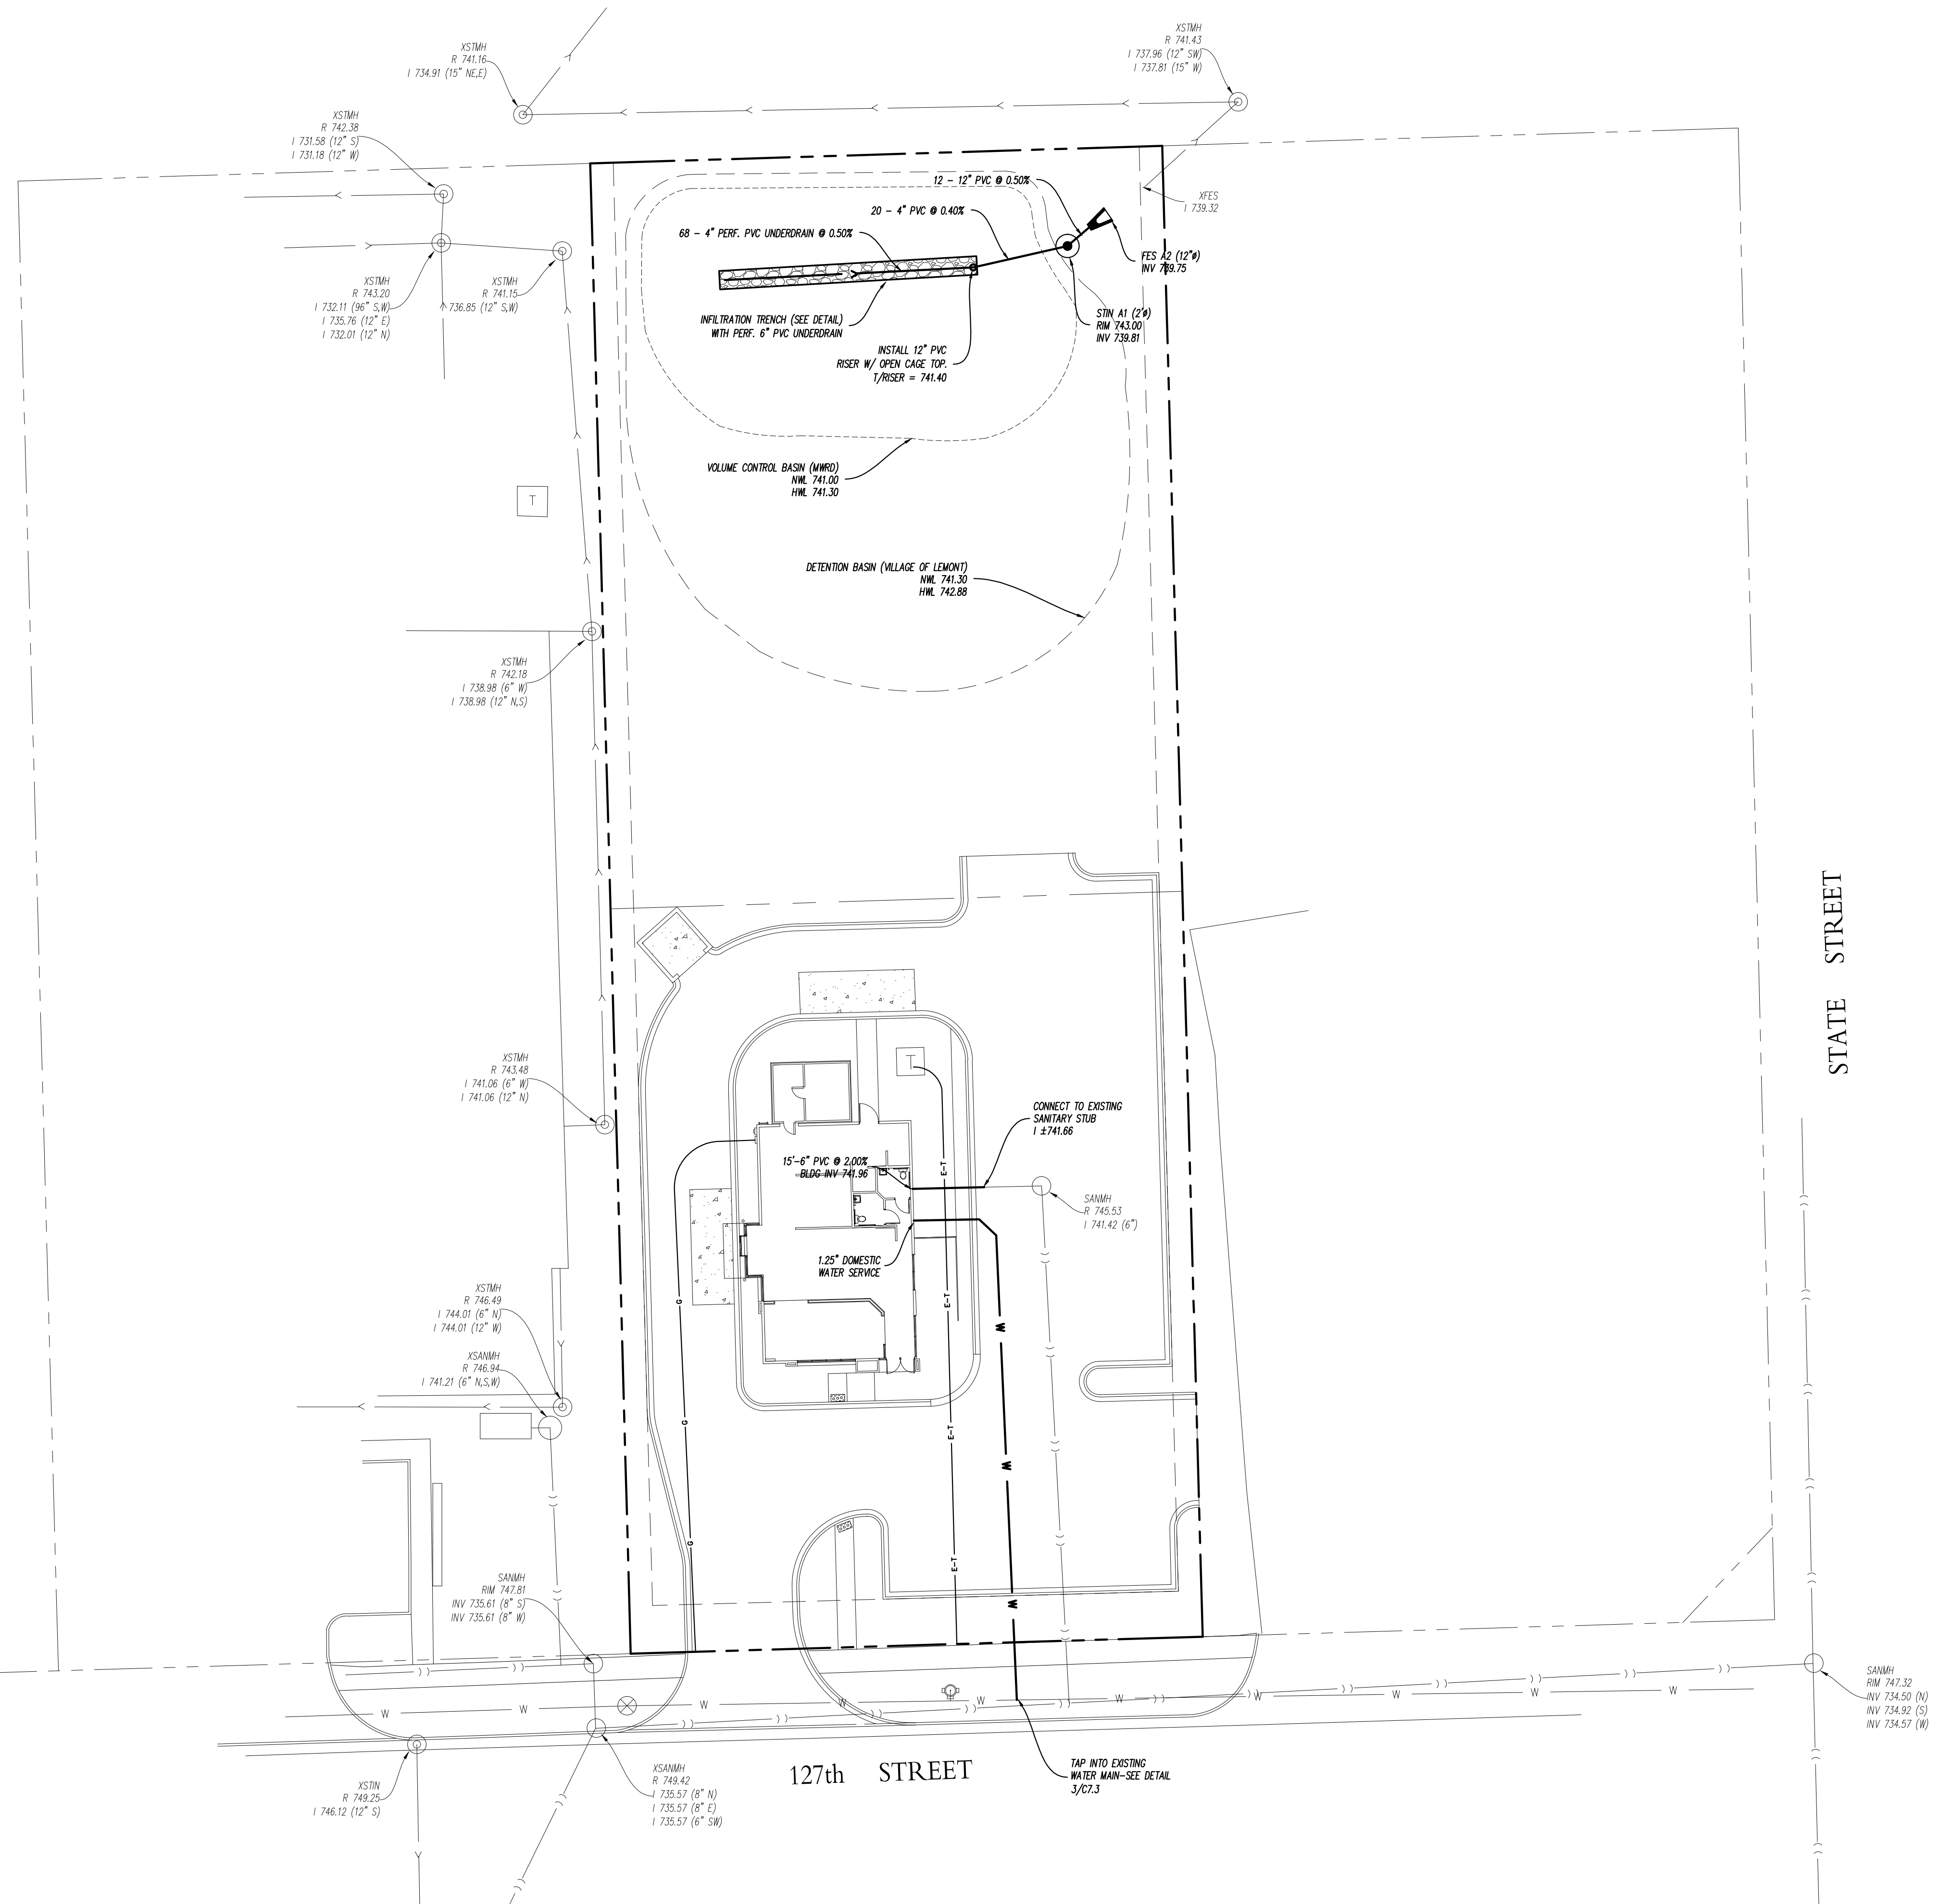 XSTMH
R 741.43
I 737.96 (12" SW)
I 737.81 (15" W)
XSTMH
R 741.16
I 734.91 (15" NE,E)
XSTMH
R 742.38
I 731.58 (12" S)
I 731.18 (12" W)
12 - 12" PVC @ 0.50%
XFES
I 739.32
20 - 4" PVC @ 0.40%
68 - 4" PERF. PVC UNDERDRAIN @ 0.50%
FES A2 (12"ø)
INV 739.75
XSTMH
R 743.20
I 732.11 (96" S,W)
I 735.76 (12" E)
I 732.01 (12" N)
XSTMH
R 741.15
I 736.85 (12" S,W)
INFILTRATION TRENCH (SEE DETAIL)
WITH PERF. 6" PVC UNDERDRAIN
STIN A1 (2'ø)
RIM 743.00
INV 739.81
INSTALL 12" PVC
RISER W/ OPEN CAGE TOP.
T/RISER = 741.40
VOLUME CONTROL BASIN (MWRD)
NWL 741.00
HWL 741.30
T
DETENTION BASIN (VILLAGE OF LEMONT)
NWL 741.30
HWL 742.88
XSTMH
R 742.18
I 738.98 (6" W)
I 738.98 (12" N,S)
STATE STREET
XSTMH
R 743.48
I 741.06 (6" W)
I 741.06 (12" N)
T
CONNECT TO EXISTING
SANITARY STUB
I ±741.66
15'-6" PVC @ 2.00%
BLDG INV 741.96
E-T
SANMH
R 745.53
I 741.42 (6")
1.25" DOMESTIC
WATER SERVICE
G
E-T
W
XSTMH
R 746.49
I 744.01 (6" N)
I 744.01 (12" W)
XSANMH
R 746.94
I 741.21 (6" N,S,W)
G
E-T
W
G
E-T
W
SANMH
RIM 747.81
INV 735.61 (8" S)
INV 735.61 (8" W)
SANMH
RIM 747.32
INV 734.50 (N)
INV 734.92 (S)
INV 734.57 (W)
W W W W W W W W W W
127th STREET
TAP INTO EXISTING
WATER MAIN-SEE DETAIL
3/C7.3
XSTIN
R 749.25
I 746.12 (12" S)
XSANMH
R 749.42
I 735.57 (8" N)
I 735.57 (8" E)
I 735.57 (6" SW)